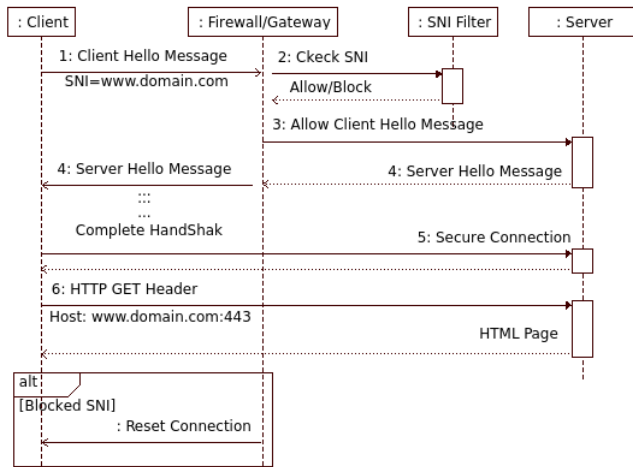 : Client
: Firewall/Gateway
: SNI Filter
: Server
1: Client Hello Message
SNI=www.domain.com
2: Ckeck SNI
Allow/Block
3: Allow Client Hello Message
4: Server Hello Message
4: Server Hello Message
:::
...
Complete HandShak
5: Secure Connection
6: HTTP GET Header
Host: www.domain.com:443
HTML Page
alt
[Blocked SNI]
: Reset Connection